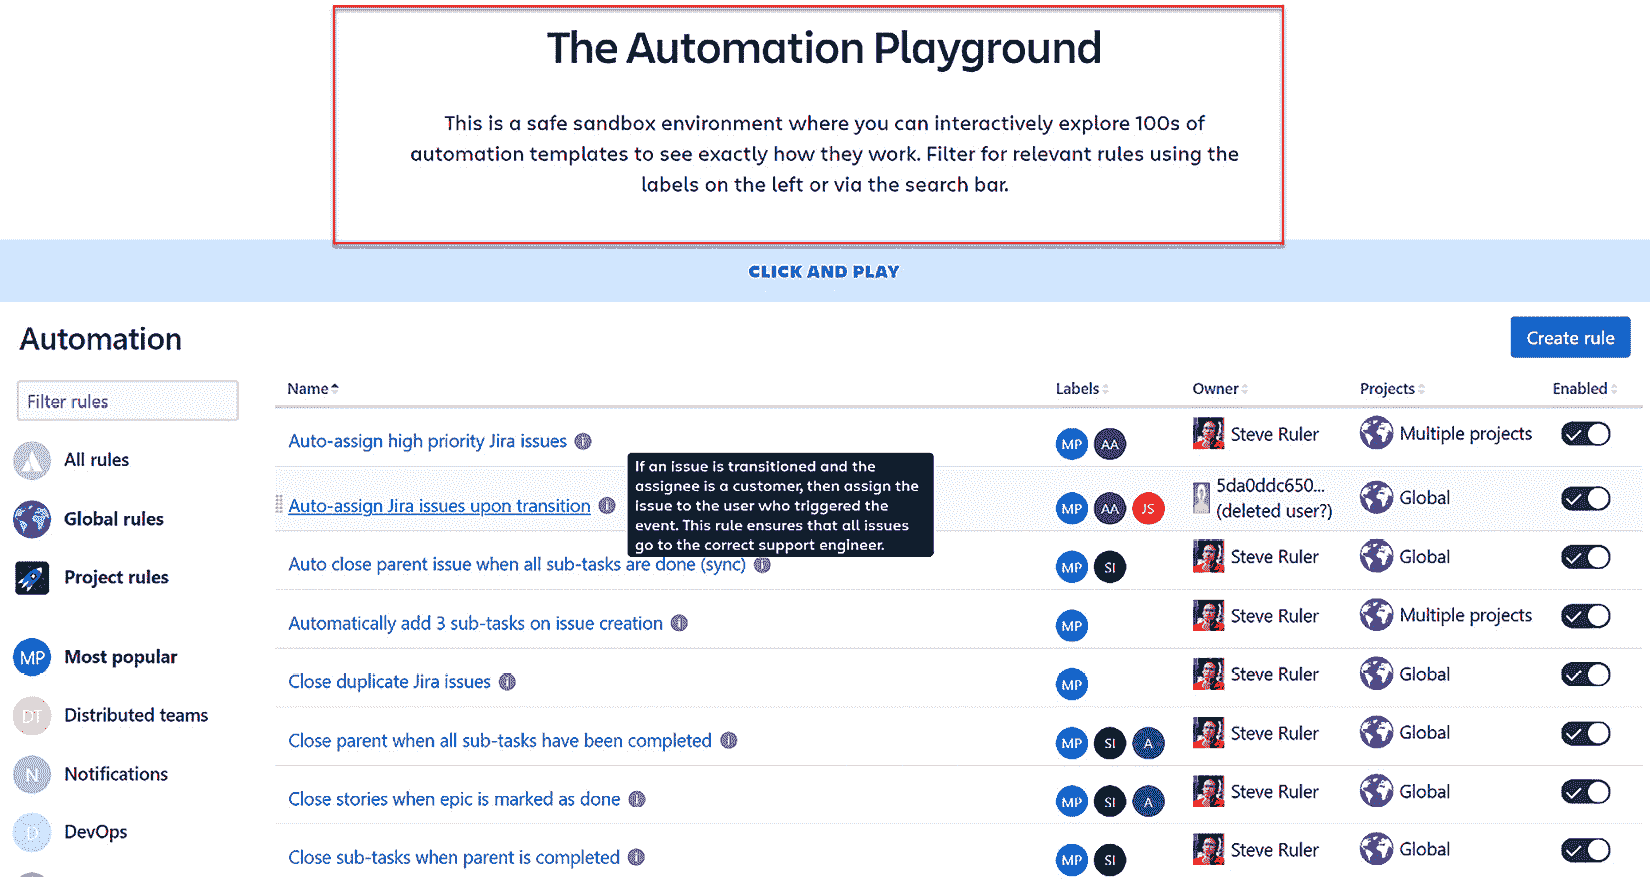 The Automation Playground
This is a safe sandbox environment where you can interactively explore 100s of
automation templates to see exactly how they work. Filter for relevant rules using the
labels on the left or via the search bar.
CLICK AND PLAY
Automation
Create rule
Filter rules
All rules
Global rules
Project rules
MP Most popular
DT Distributed teams
N Notifications
D DevOps
Name Labels Owner Projects Enabled
Auto-assign high priority Jira issues MP AA Steve Ruler Multiple projects
Auto-assign Jira issues upon transition MP AA JS 5da0ddc650... (deleted user?) Global
If an issue is transitioned and the
assignee is a customer, then assign the
issue to the user who triggered the
event. This rule ensures that all issues
go to the correct support engineer.
Auto close parent issue when all sub-tasks are done (sync) MP SI Steve Ruler Global
Automatically add 3 sub-tasks on issue creation MP Steve Ruler Multiple projects
Close duplicate Jira issues MP Steve Ruler Global
Close parent when all sub-tasks have been completed MP SI A Steve Ruler Global
Close stories when epic is marked as done MP SI A Steve Ruler Global
Close sub-tasks when parent is completed MP SI Steve Ruler Global